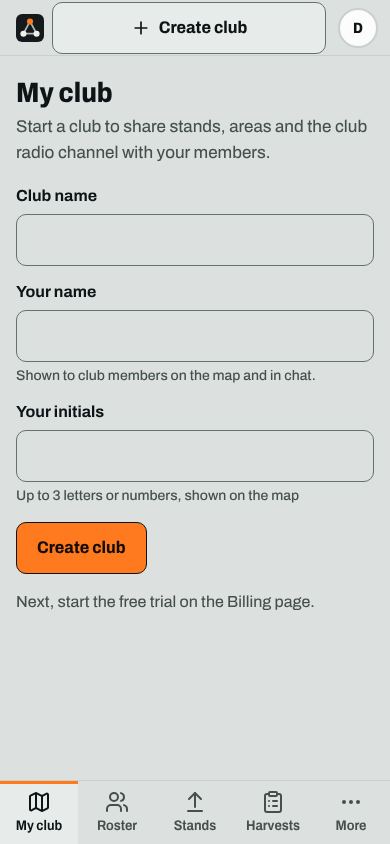 Create club
D
My club
Start a club to share stands, areas and the club
radio channel with your members.
Club name
Your name
Shown to club members on the map and in chat.
Your initials
Up to 3 letters or numbers, shown on the map
Create club
Next, start the free trial on the Billing page.
My club
Roster
Stands
Harvests
More